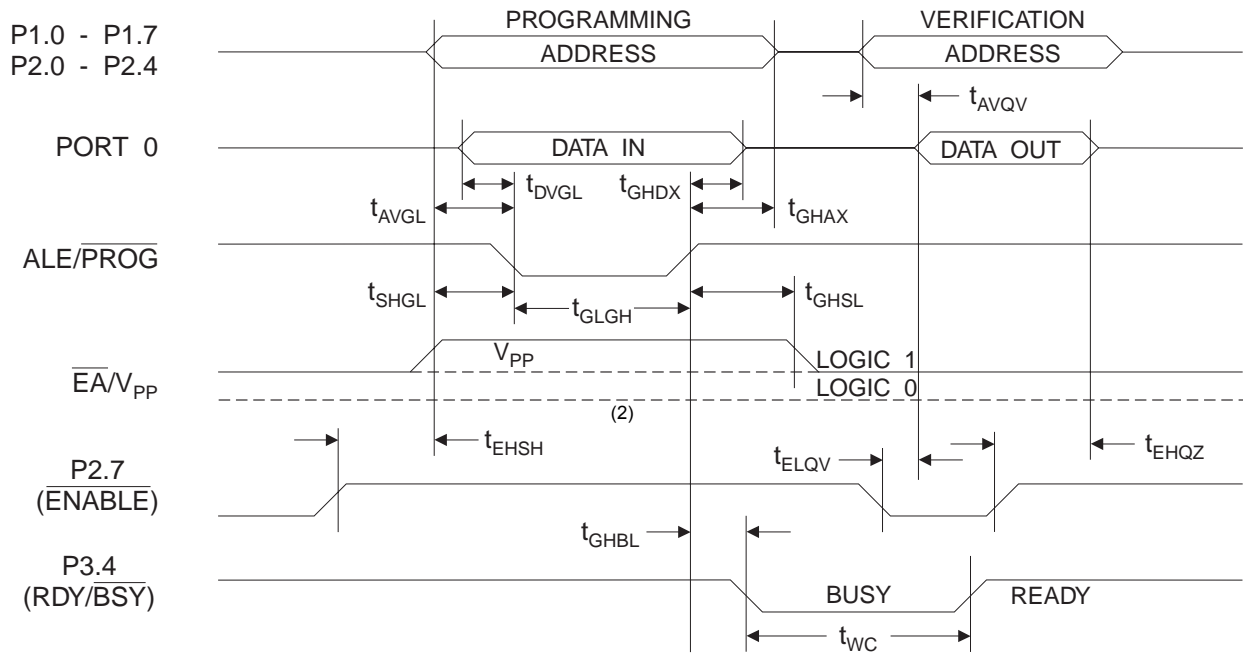 PROGRAMMING VERIFICATION
P1.0 - P1.7
P2.0 - P2.4
ADDRESS ADDRESS
tAVQV
PORT 0 DATA IN DATA OUT
tDVGL tGHDX
tAVGL tGHAX
ALE/PROG
tSHGL tGLGH tGHSL
VPP LOGIC 1
EA/VPP LOGIC 0
(2)
tEHSH tELQV tEHQZ
P2.7
(ENABLE)
tGHBL
P3.4
(RDY/BSY) BUSY READY
tWC